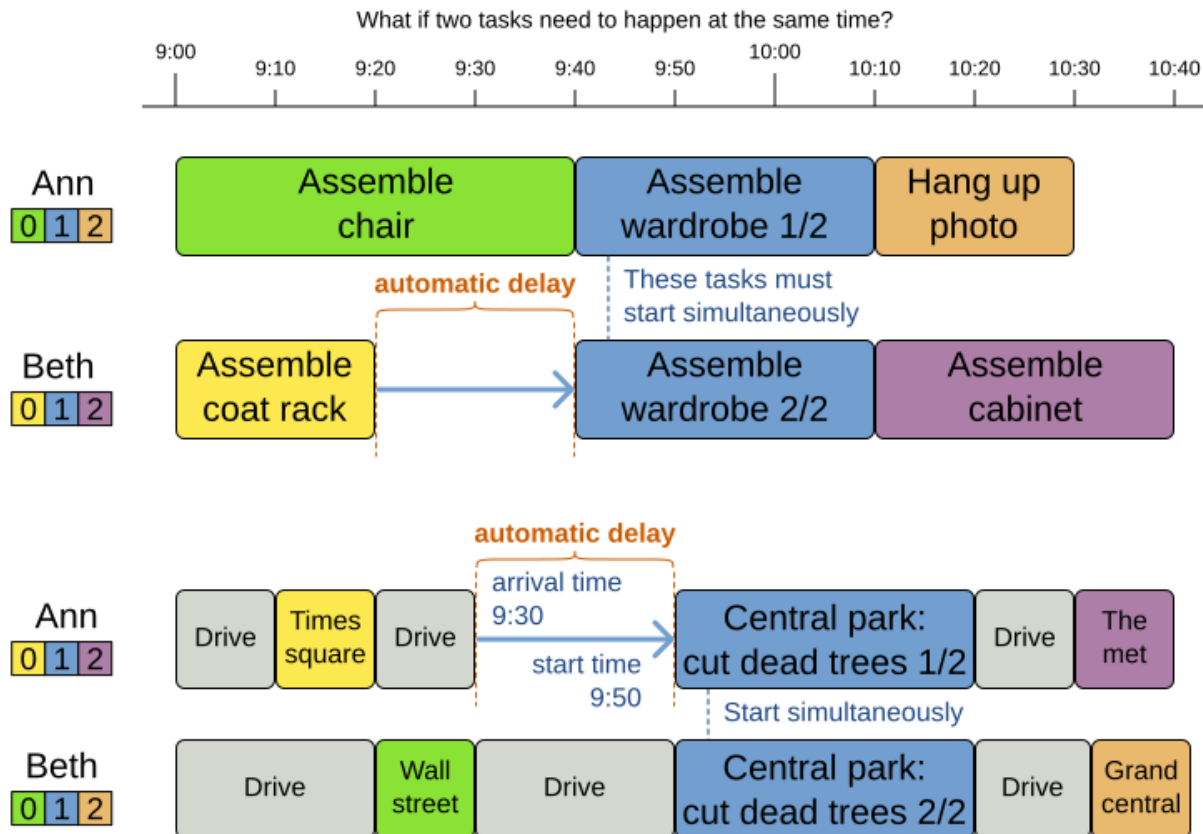 What if two tasks need to happen at the same time?
9:00 9:10 9:20 9:30 9:40 9:50 10:00 10:10 10:20 10:30 10:40
Ann
0 1 2
Assemble
chair
Assemble
wardrobe 1/2
Hang up
photo
automatic delay
These tasks must
start simultaneously
Beth
0 1 2
Assemble
coat rack
Assemble
wardrobe 2/2
Assemble
cabinet
automatic delay
Ann
0 1 2
Drive
Times
square
Drive
arrival time
9:30
start time
9:50
Central park:
cut dead trees 1/2
Drive
The
met
Start simultaneously
Beth
0 1 2
Drive
Wall
street
Drive
Central park:
cut dead trees 2/2
Drive
Grand
central